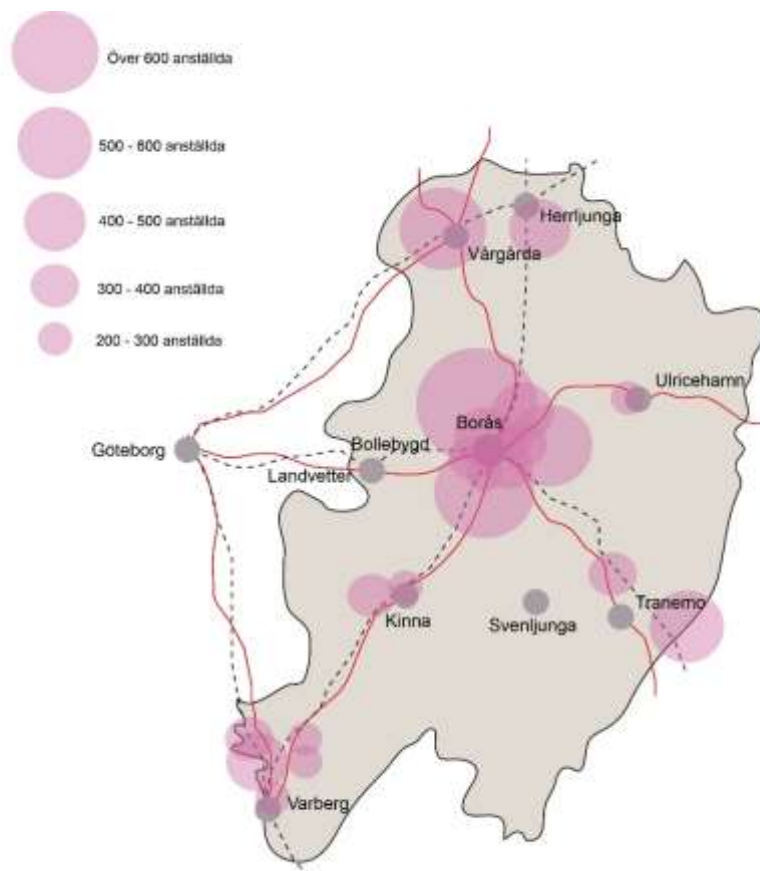 Över 600 anställda
500 - 600 anställda
400 - 500 anställda
300 - 400 anställda
200 - 300 anställda
Herrljunga
Vårgårda
Ulricehamn
Borås
Bollebygd
Göteborg
Landvetter
Tranemo
Kinna
Svenljunga
Varberg